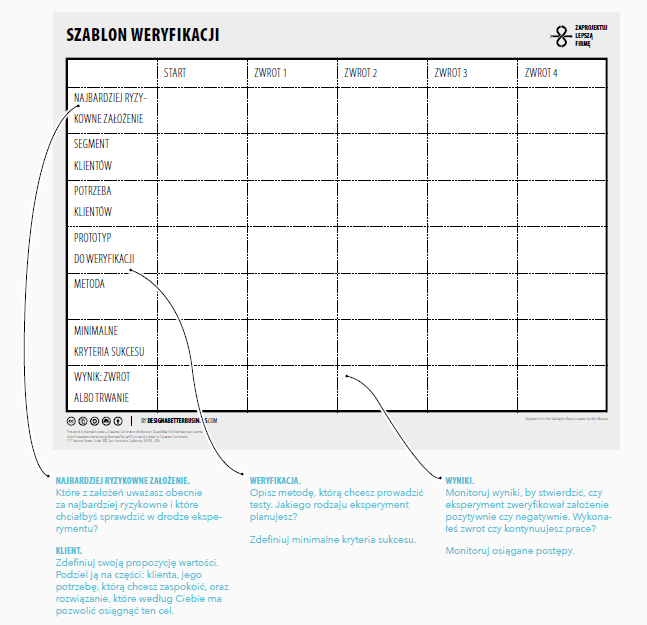 SZABLON WERYFIKACJI
ZAPROJEKTUJ
LEPSZĄ
FIRMĘ
START
ZWROT 1
ZWROT 2
ZWROT 3
ZWROT 4
NAJBARDZIEJ RYZY-
KOWNE ZAŁOŻENIE
SEGMENT
KLIENTÓW
POTRZEBA
KLIENTÓW
PROTOTYP
DO WERYFIKACJI
METODA
MINIMALNE
KRYTERIA SUKCESU
WYNIK: ZWROT
ALBO TRWANIE
BY DESIGNABETTERBUSIN S.COM
NAJBARDZIEJ RYZYKOWNE ZAŁOŻENIE.
Które z założeń uważasz obecnie
za najbardziej ryzykowne i które
chciałbyś sprawdzić w drodze ekspe-
rymentu?
KLIENT.
Zdefiniuj swoją propozycję wartości.
Podziel ją na części: klienta, jego
potrzebę, którą chcesz zaspokoić, oraz
rozwiązanie, które według Ciebie ma
pozwolić osiągnąć ten cel.
WERYFIKACJA.
Opisz metodę, którą chcesz prowadzić
testy. Jakiego rodzaju eksperyment
planujesz?
Zdefiniuj minimalne kryteria sukcesu.
WYNIKI.
Monitoruj wyniki, by stwierdzić, czy
eksperyment zweryfikował założenie
pozytywnie czy negatywnie. Wykona-
łeś zwrot czy kontynuujesz prace?
Monitoruj osiągane postępy.